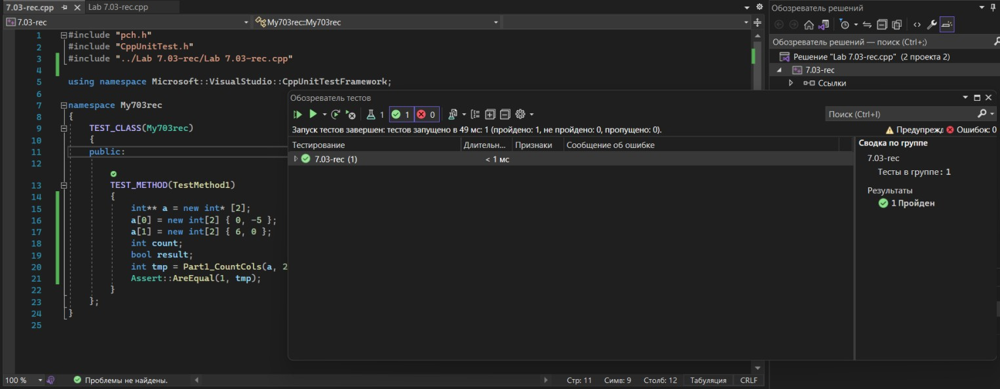 7.03-rec.cpp
Lab 7.03-rec.cpp
7.03-rec
My703rec::My703rec
1 #include "pch.h"
2 #include "CppUnitTest.h"
3 #include "../Lab 7.03-rec/Lab 7.03-rec.cpp"
4
5 using namespace Microsoft::VisualStudio::CppUnitTestFramework;
6
7 namespace My703rec
8 {
9 TEST_CLASS(My703rec)
10 {
11 public:
12
13 TEST_METHOD(TestMethod1)
14 {
15 int** a = new int* [2];
16 a[0] = new int[2] { 0, -5 };
17 a[1] = new int[2] { 6, 0 };
18 int count;
19 bool result;
20 int tmp = Part1_CountCols(a, 2
21 Assert::AreEqual(1, tmp);
22 }
23 };
24 }
25
100 %
Проблемы не найдены.
Стр: 11 Симв: 9 Столб: 12 Табуляция CRLF
Обозреватель тестов
1 1 0
Поиск (Ctrl+I)
Запуск тестов завершен: тестов запущено в 49 мс: 1 (пройдено: 1, не пройдено: 0, пропущено: 0).
Предупрежд Ошибок: 0
Тестирование Длительн... Признаки Сообщение об ошибке
7.03-rec (1) < 1 мс
Сводка по группе
7.03-rec
Тесты в группе: 1
Результаты
1 Пройден
Обозреватель решений
Обозреватель решений — поиск (Ctrl+;)
Решение "Lab 7.03-rec.cpp" (2 проекта 2)
7.03-rec
Ссылки